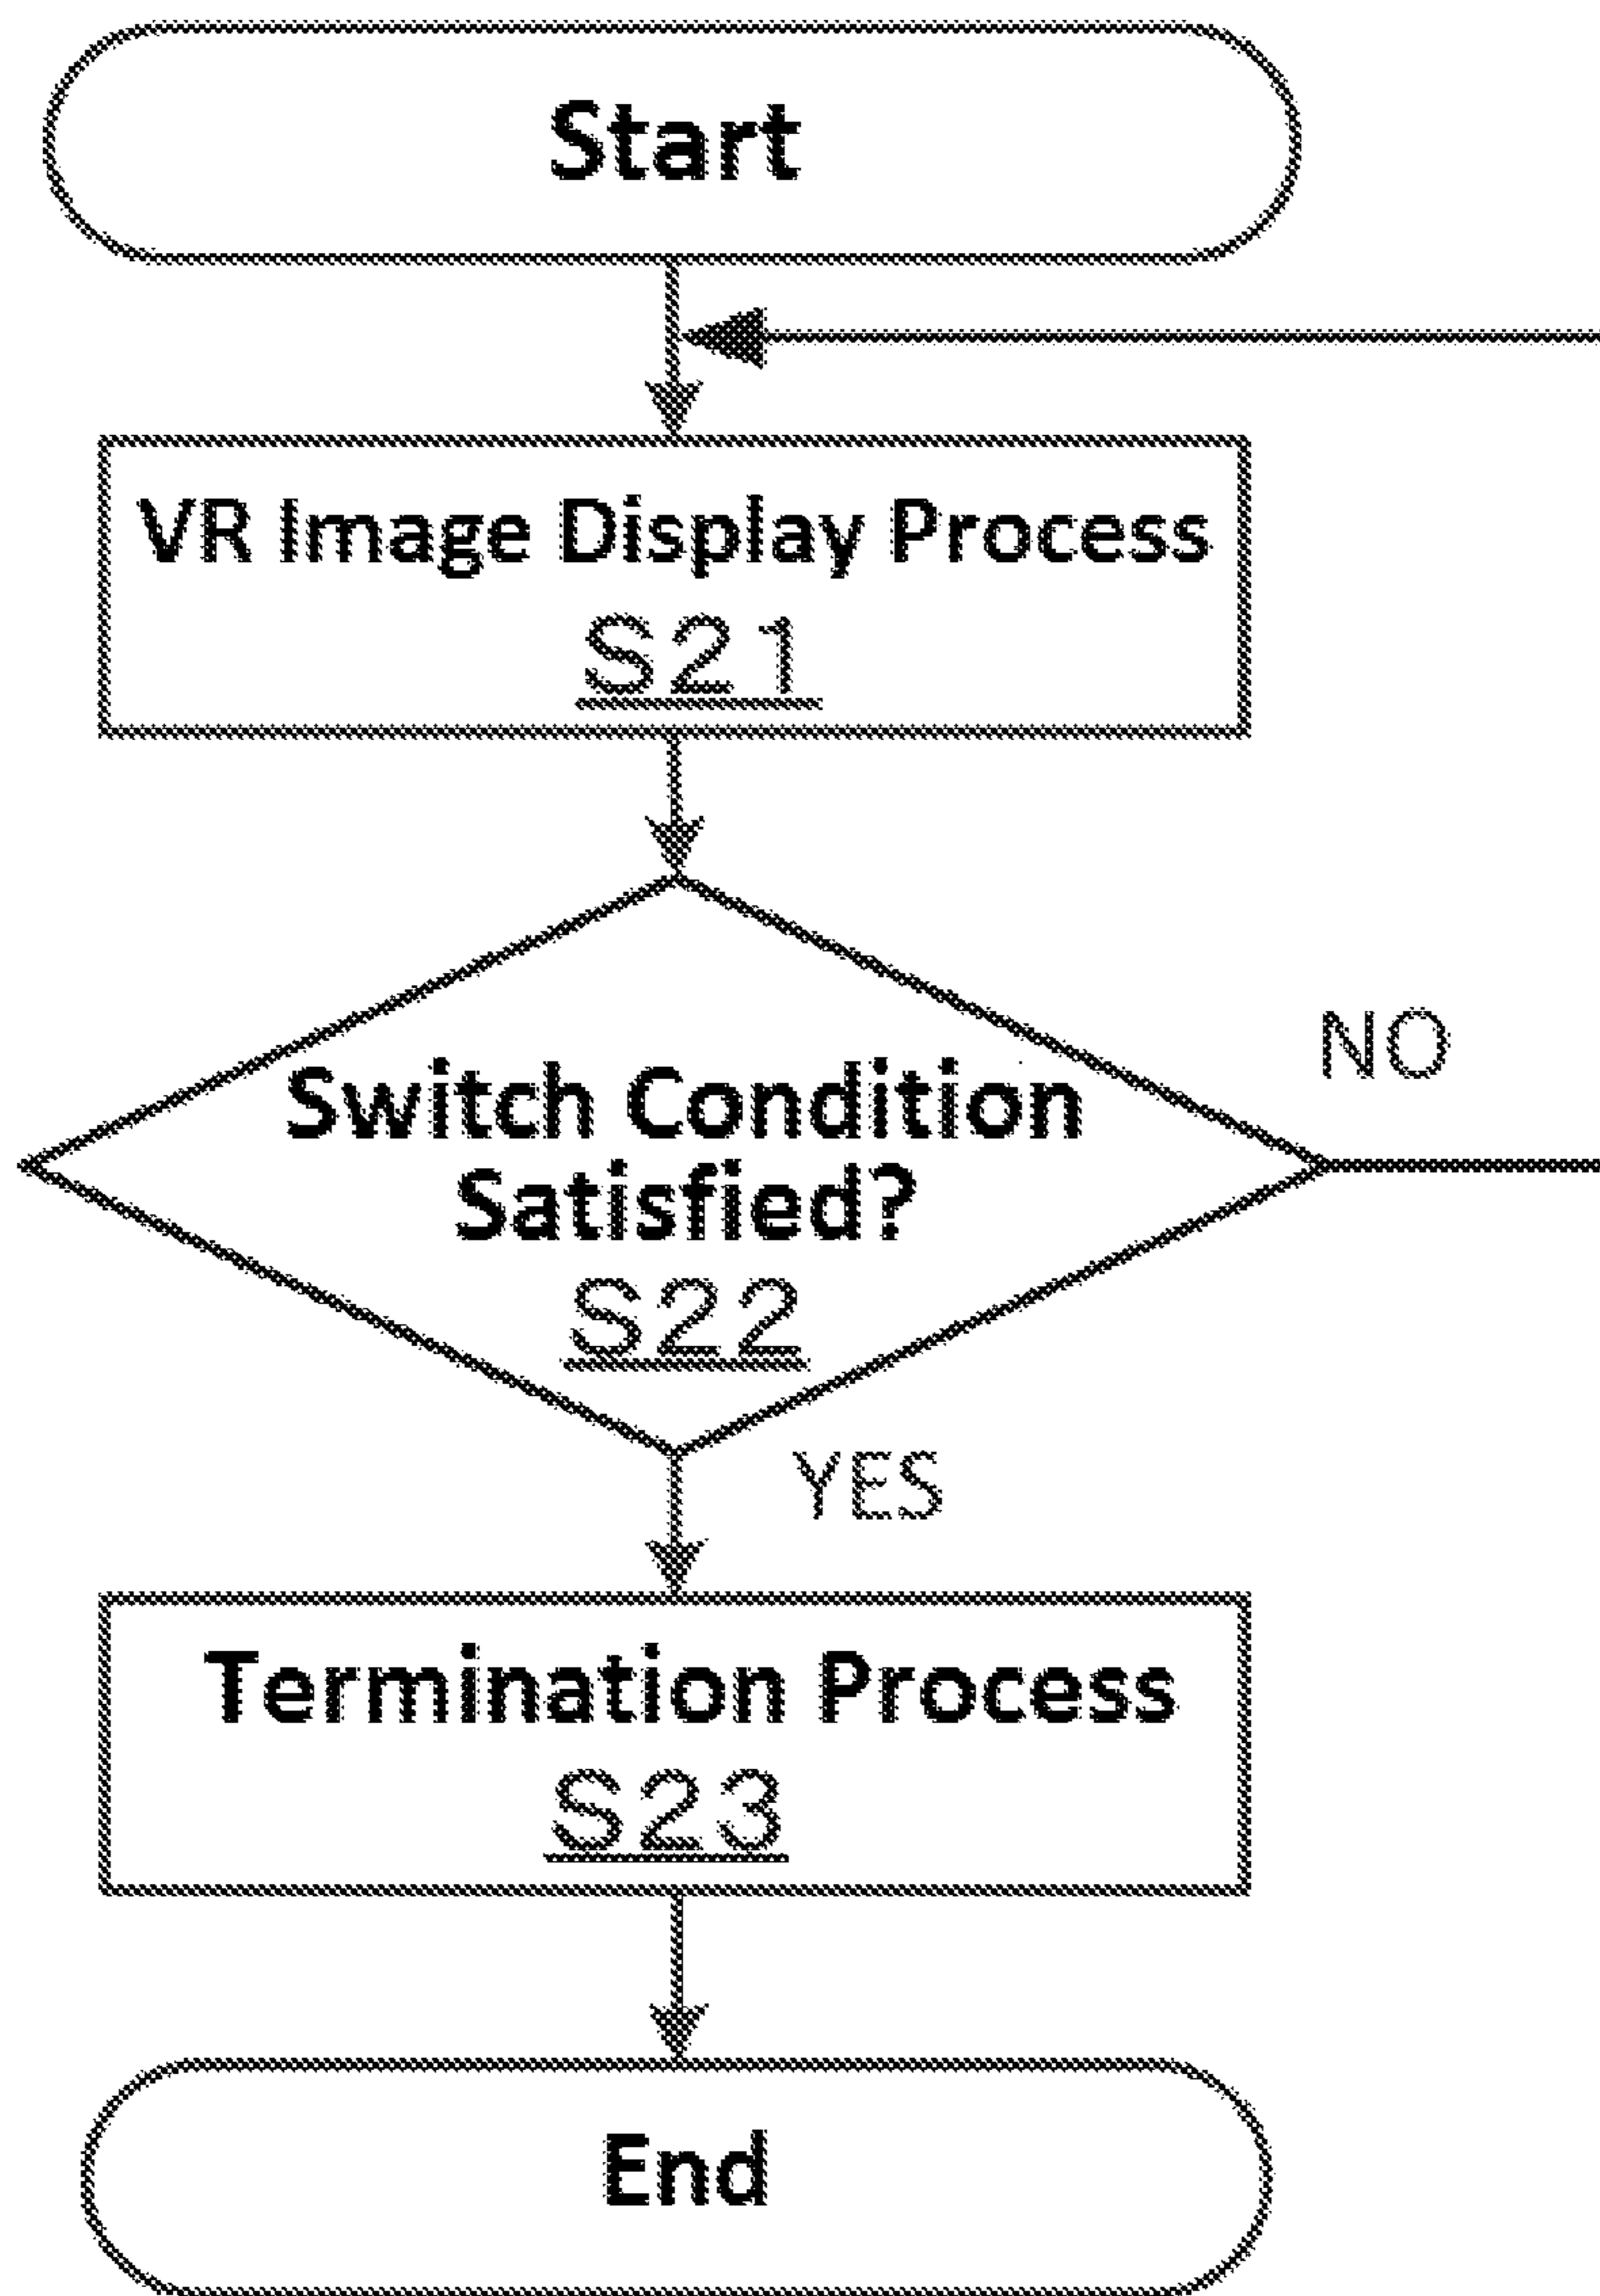 Start
VR Image Display Process
S21
NO
Switch Condition
Satisfied?
S22
YES
Termination Process
S23
End